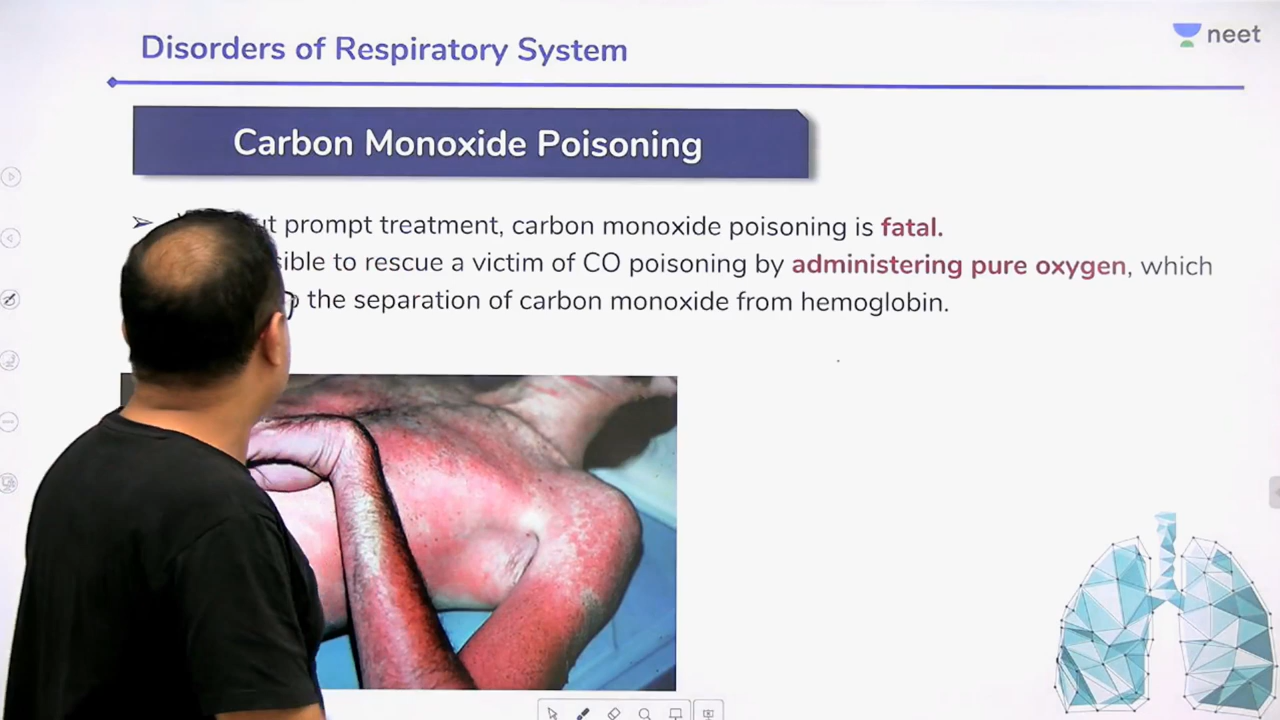 Disorders of Respiratory System
neet
Carbon Monoxide Poisoning
prompt treatment, carbon monoxide poisoning is fatal.
to rescue a victim of CO poisoning by administering pure oxygen, which
the separation of carbon monoxide from hemoglobin.